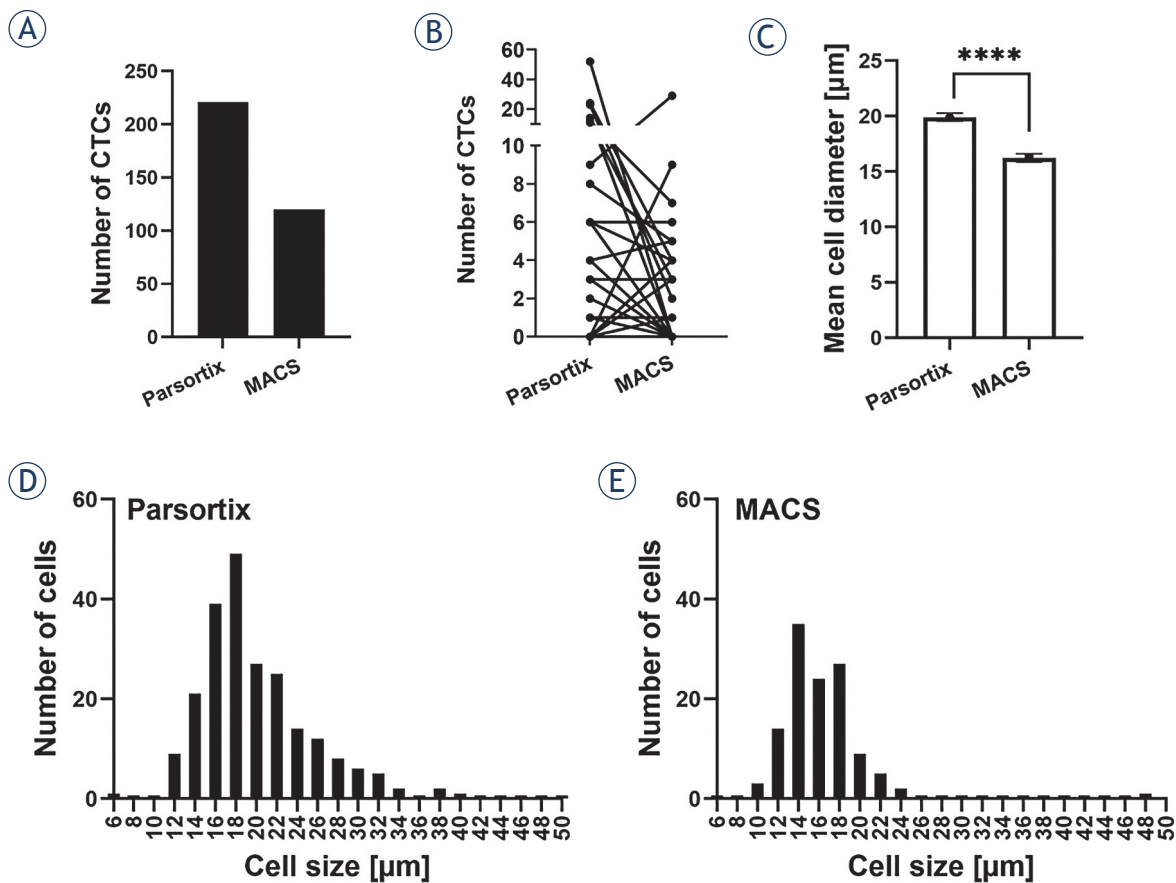 A
Number of CTCs
250
200
150
100
50
0
Parsortix
MACS
B
Number of CTCs
60
40
20
10
8
6
4
2
0
Parsortix
MACS
C
Mean cell diameter [µm]
25
20
15
10
5
0
****
Parsortix
MACS
D
Parsortix
Number of cells
60
40
20
0
6 8 10 12 14 16 18 20 22 24 26 28 30 32 34 36 38 40 42 44 46 48 50
Cell size [µm]
E
MACS
Number of cells
60
40
20
0
6 8 10 12 14 16 18 20 22 24 26 28 30 32 34 36 38 40 42 44 46 48 50
Cell size [µm]